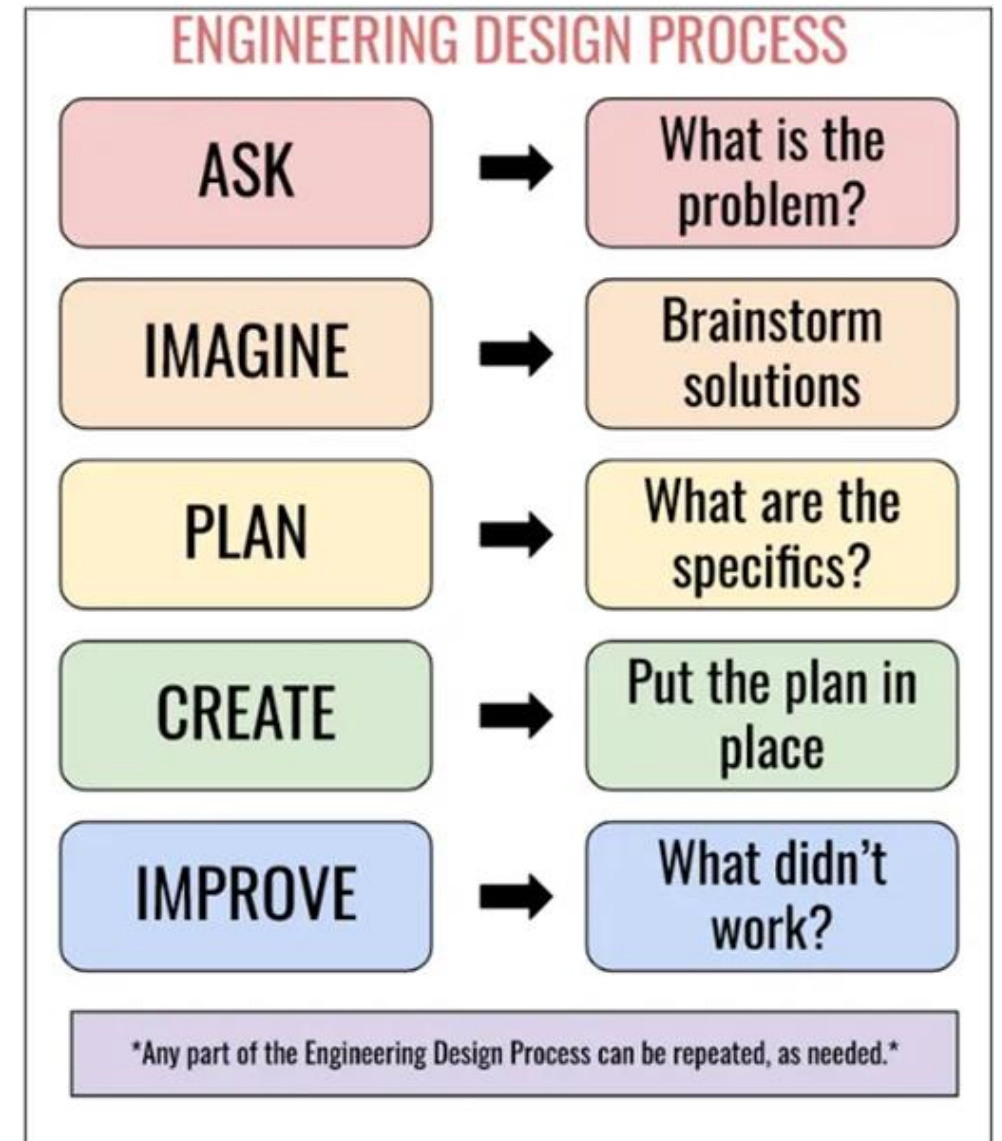 ENGINEERING DESIGN PROCESS
ASK
What is the
problem?
IMAGINE
Brainstorm
solutions
PLAN
What are the
specifics?
CREATE
Put the plan in
place
IMPROVE
What didn't
work?
*Any part of the Engineering Design Process can be repeated, as needed.*